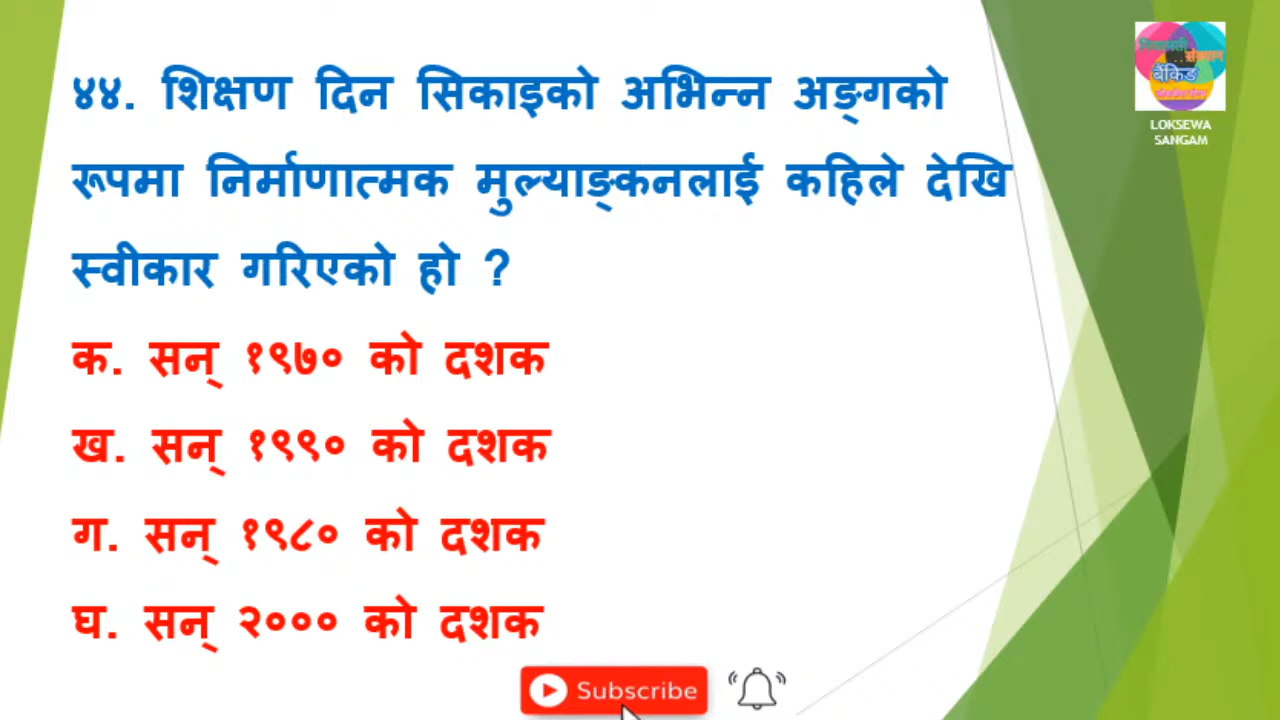 ४४. शिक्षण दिन सिकाइको अभिन्न अङ्गको
रूपमा निर्माणात्मक मुल्याङ्कनलाई कहिले देखि
स्वीकार गरिएको हो ?
क. सन् १९७० को दशक
ख. सन् १९९० को दशक
ग. सन् १९८० को दशक
घ. सन् २००० को दशक
बैंकिङ
LOKSEWA
SANGAM
Subscribe